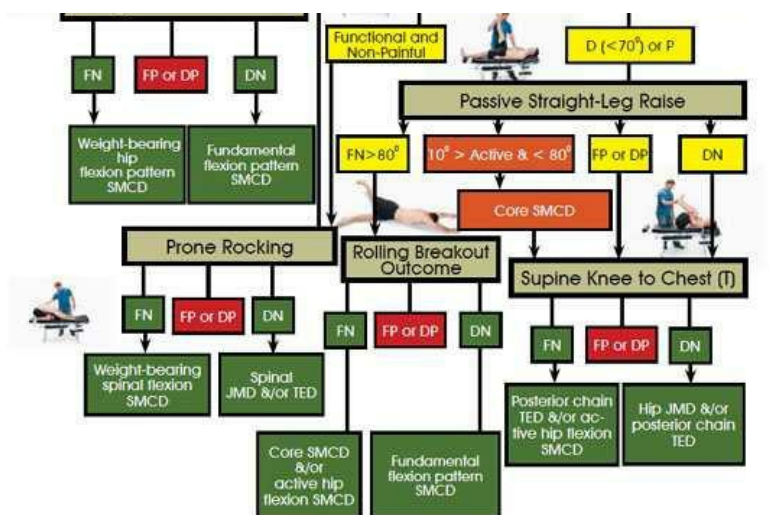 Functional and
Non-Painful
D (<70⁰) or P
FN
FP or DP
DN
Passive Straight-Leg Raise
Weight-bearing
hip
flexion pattern
SMCD
Fundamental
flexion pattern
SMCD
FN>80⁰
10⁰ > Active & < 80⁰
FP or DP
DN
Core SMCD
Prone Rocking
Rolling Breakout
Outcome
Supine Knee to Chest (T)
FN
FP or DP
DN
FN
FP or DP
DN
FN
FP or DP
DN
Weight-bearing
spinal flexion
SMCD
Spinal
JMD &/or TED
Posterior chain
TED &/or ac-
tive hip flexion
SMCD
Hip JMD &/or
posterior chain
TED
Core SMCD
&/or
active hip
flexion SMCD
Fundamental
flexion pattern
SMCD